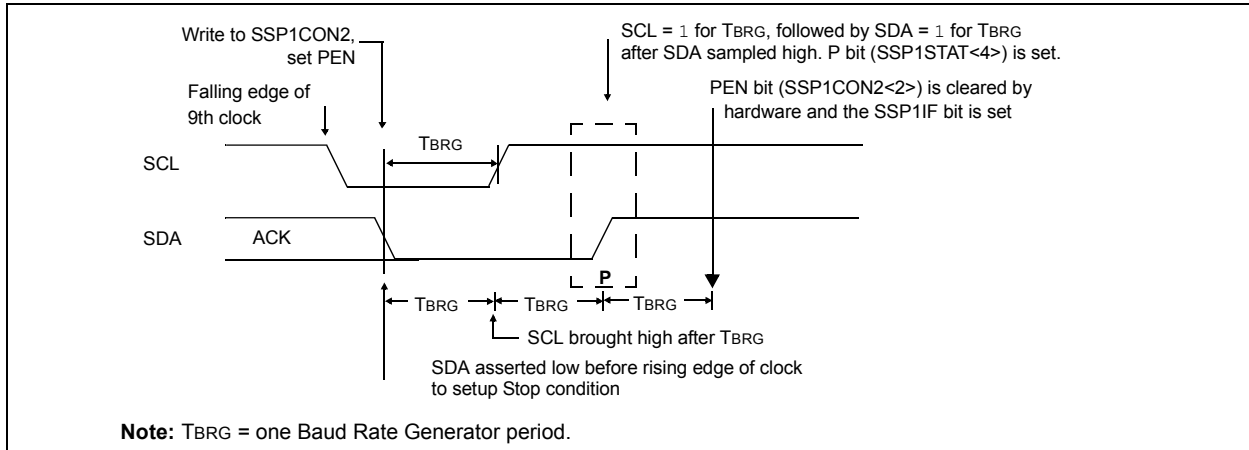 Write to SSP1CON2,
set PEN
SCL = 1 for TBRG, followed by SDA = 1 for TBRG
after SDA sampled high. P bit (SSP1STAT<4>) is set.
Falling edge of
9th clock
PEN bit (SSP1CON2<2>) is cleared by
hardware and the SSP1IF bit is set
TBRG
SCL
SDA
ACK
P
TBRG
TBRG
TBRG
SCL brought high after TBRG
SDA asserted low before rising edge of clock
to setup Stop condition
Note: TBRG = one Baud Rate Generator period.